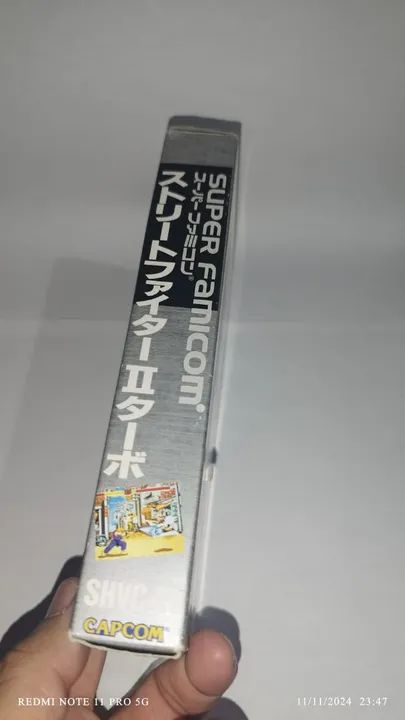 SUPER Famicom
スーパーファミコン®
ストリートファイターⅡターボ
SHVC-
CAPCOM
REDMI NOTE 11 PRO 5G
11/11/2024 23:47